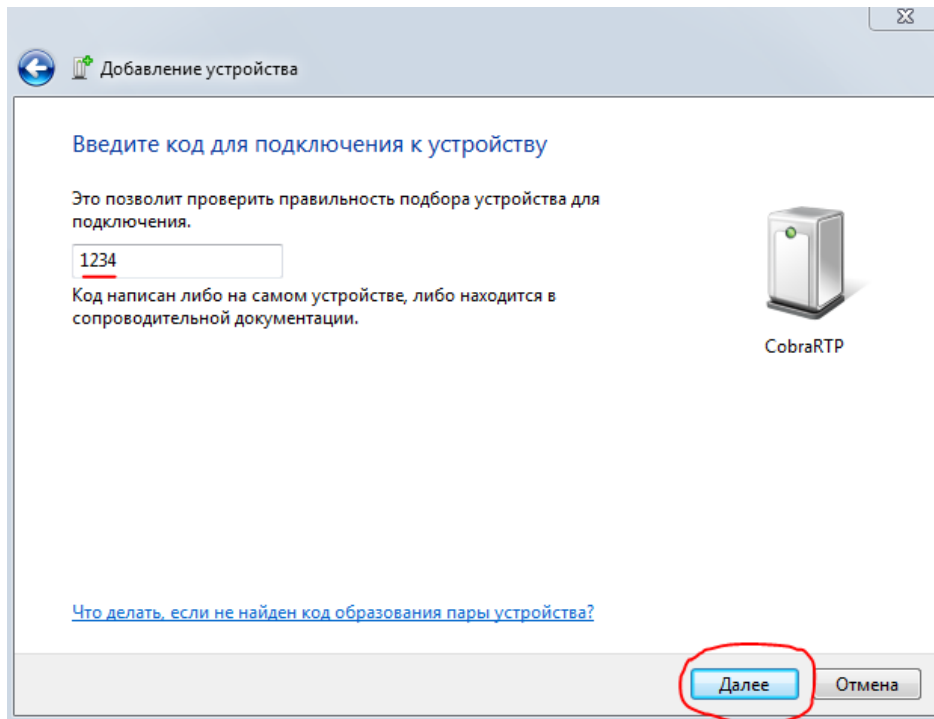 Добавление устройства
Введите код для подключения к устройству
Это позволит проверить правильность подбора устройства для
подключения.
1234
Код написан либо на самом устройстве, либо находится в
сопроводительной документации.
CobraRTP
Что делать, если не найден код образования пары устройства?
Далее
Отмена